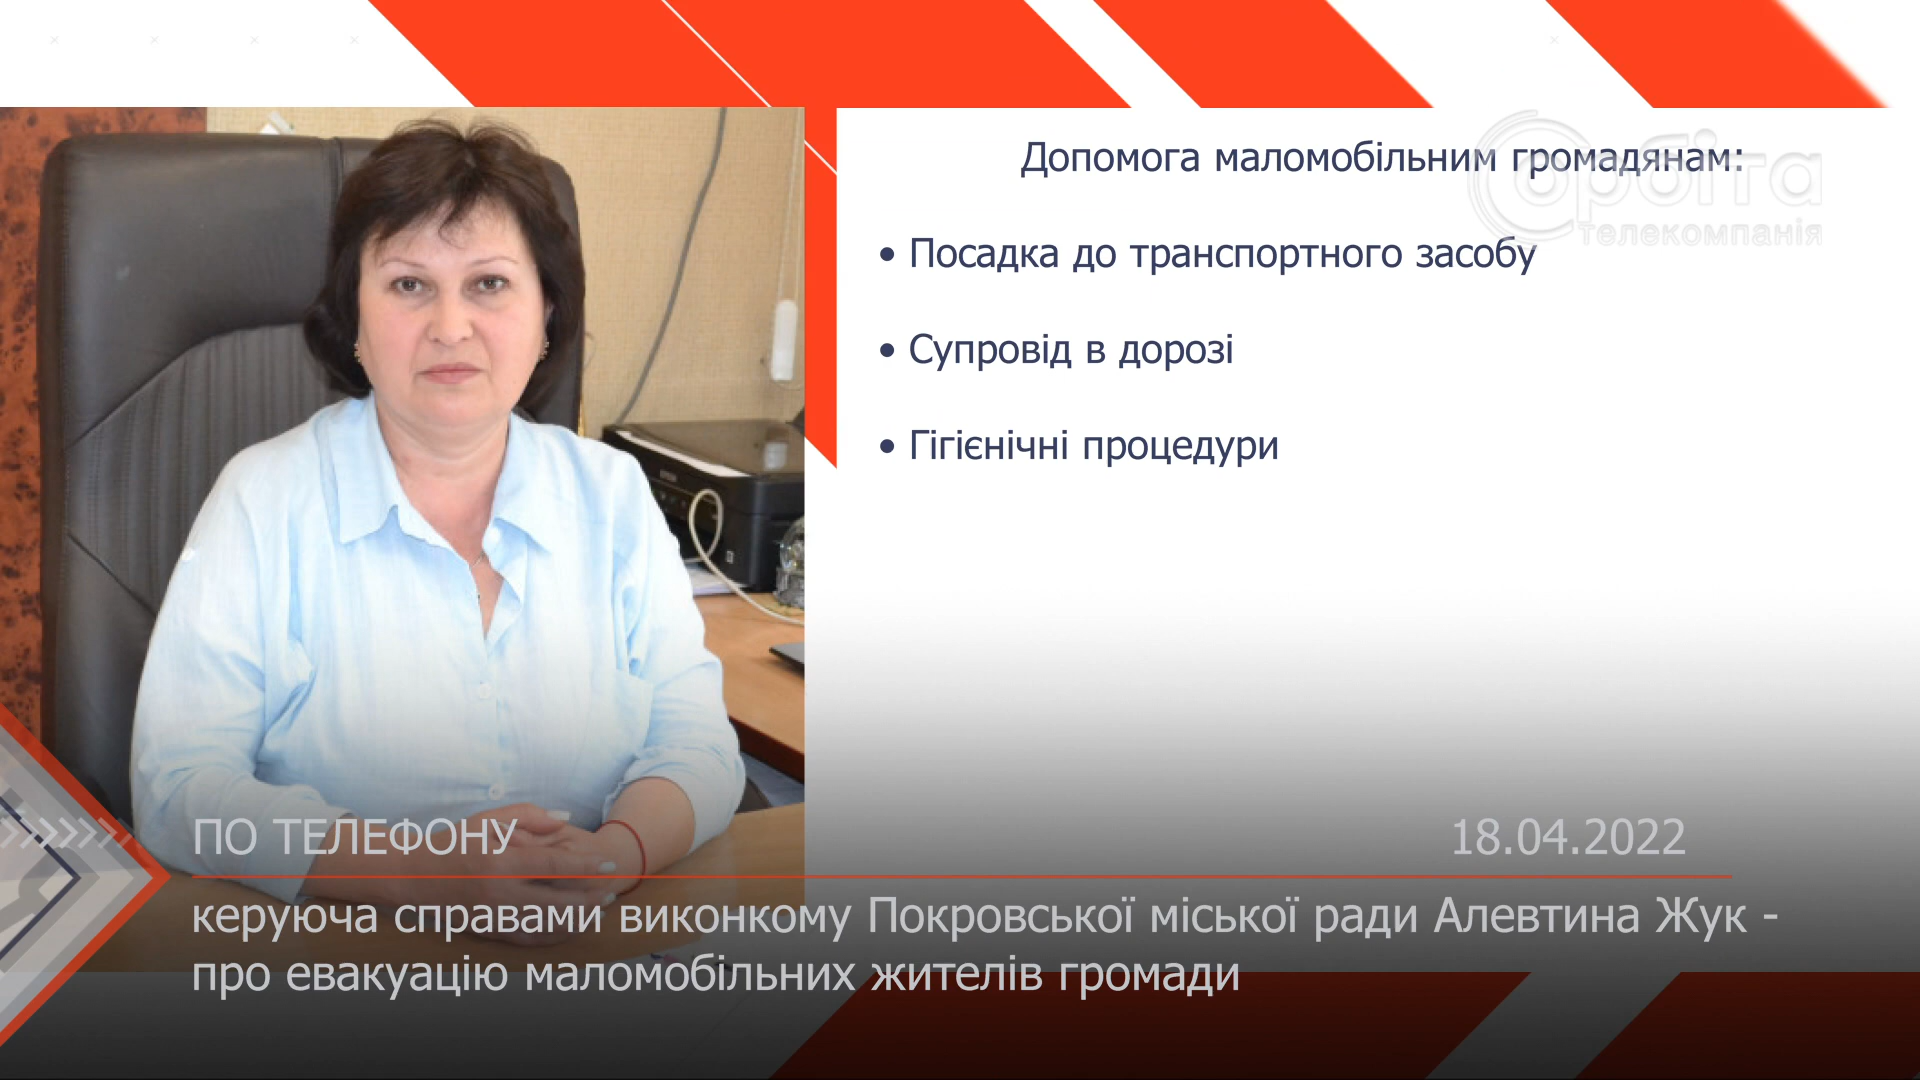 Допомога маломобільним громадянам:
орбіта
телекомпанія
• Посадка до транспортного засобу
• Супровід в дорозі
• Гігієнічні процедури
ПО ТЕЛЕФОНУ
18.04.2022
керуюча справами виконкому Покровської міської ради Алевтина Жук -
про евакуацію маломобільних жителів громади